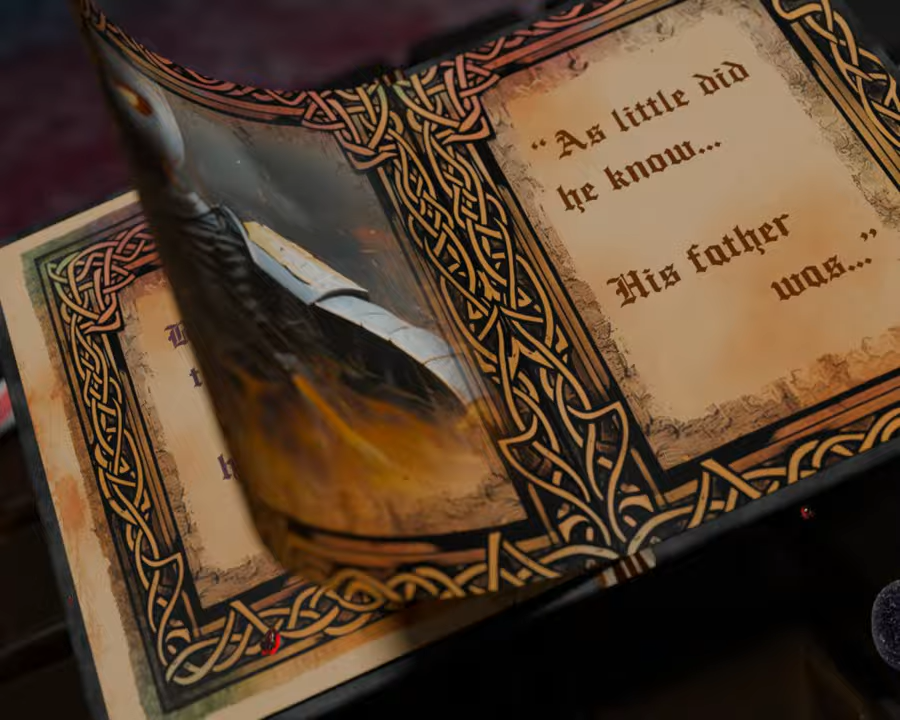 “As little did
he know...
His father
was...”